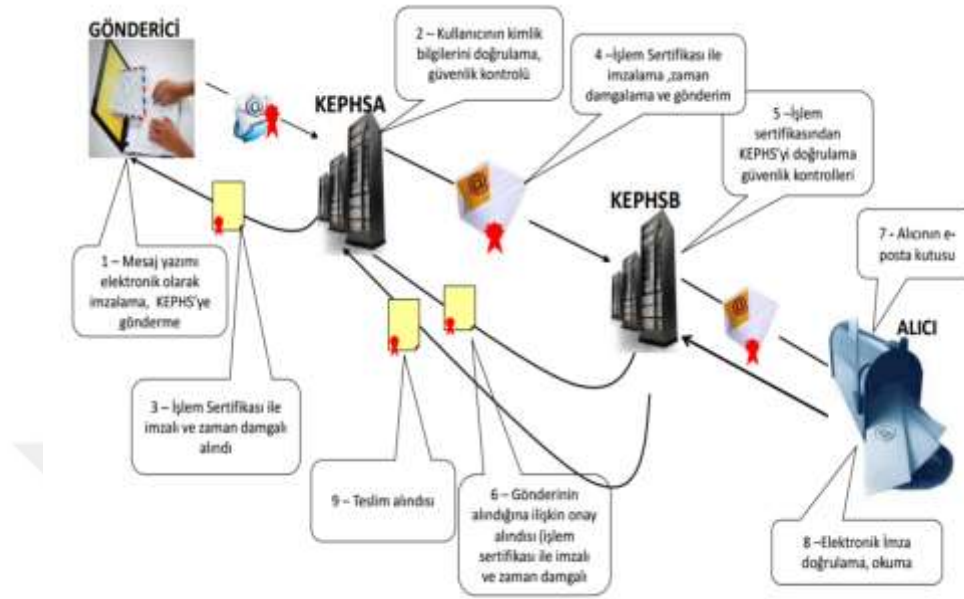 GÖNDERİCİ
KEPHSA
2 – Kullanıcının kimlik
bilgilerini doğrulama,
güvenlik kontrolü
4 –İşlem Sertifikası ile
imzalama ,zaman
damgalama ve gönderim
5 –İşlem
sertifikasından
KEPHS'yi doğrulama
güvenlik kontrolleri
KEPHSB
7 - Alıcının e-
posta kutusu
ALICI
1 – Mesaj yazımı
elektronik olarak
imzalama, KEPHS'ye
gönderme
3 – İşlem Sertifikası ile
imzalı ve zaman damgalı
alındı
9 – Teslim alındısı
6 – Gönderinin
alındığına ilişkin onay
alındısı (işlem
sertifikası ile imzalı
ve zaman damgalı
8 –Elektronik İmza
doğrulama, okuma
@
@
@
@